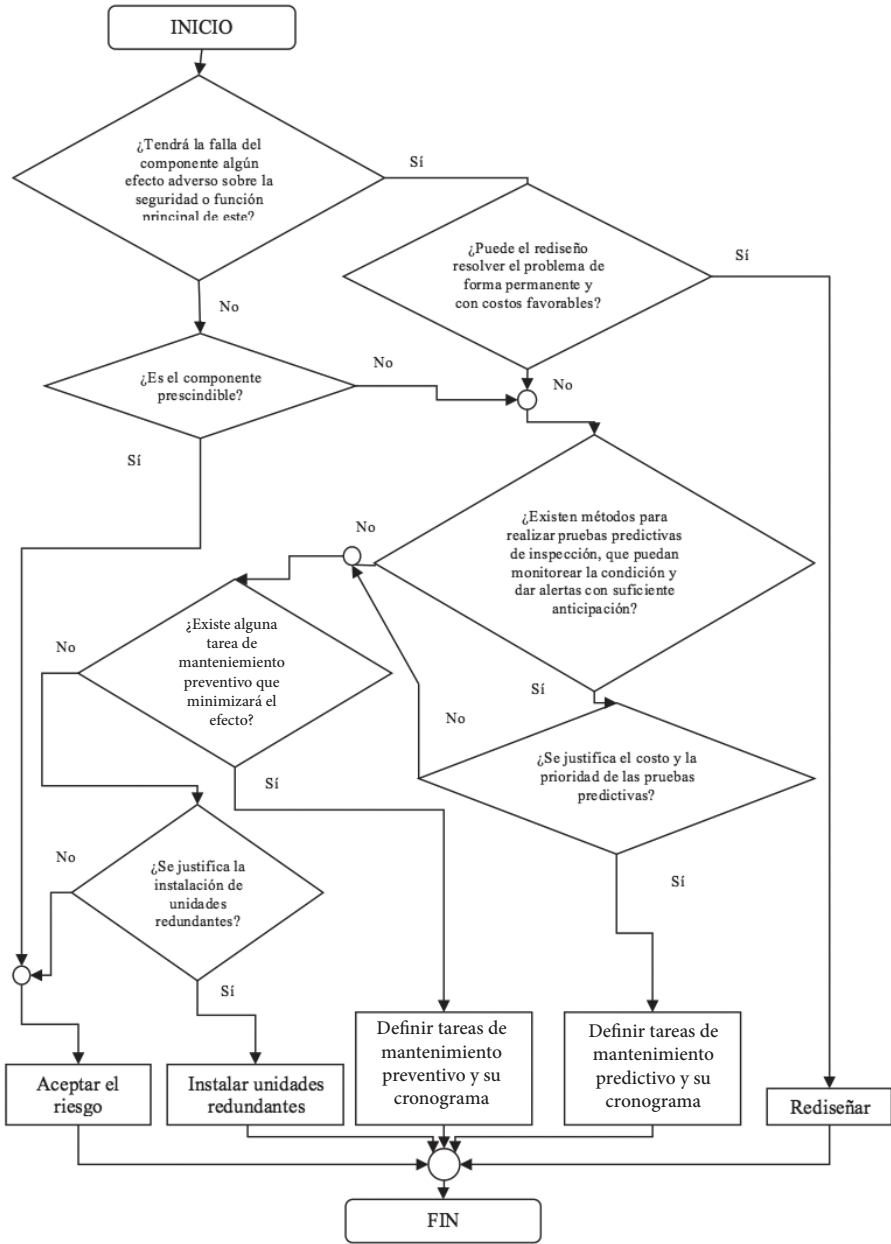 INICIO
¿Tendrá la falla del
componente algún
efecto adverso sobre la
seguridad o función
principal de este?
Sí
No
¿Puede el rediseño
resolver el problema de
forma permanente y
con costos favorables?
Sí
No
¿Es el componente
prescindible?
No
Sí
¿Existen métodos para
realizar pruebas predictivas
de inspección, que puedan
monitorear la condición y
dar alertas con suficiente
anticipación?
No
Sí
¿Existe alguna
tarea de
manteniemiento
preventivo que
minimizará el
efecto?
No
Sí
¿Se justifica el costo y la
prioridad de las pruebas
predictivas?
No
Sí
¿Se justifica la
instalación de
unidades
redundantes?
No
Sí
Aceptar el
riesgo
Instalar unidades
redundantes
Definir tareas de
mantenimiento
preventivo y su
cronograma
Definir tareas de
mantenimiento
predictivo y su
cronograma
Rediseñar
FIN